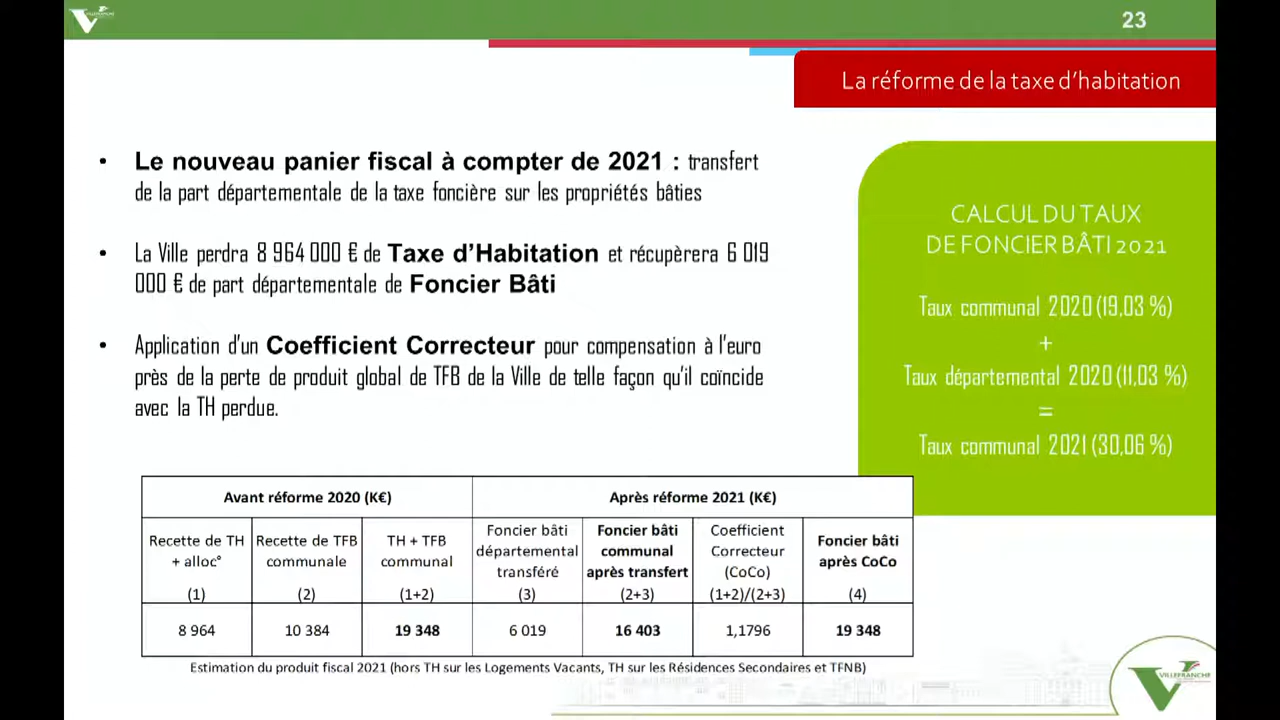 23
La réforme de la taxe d'habitation
• Le nouveau panier fiscal à compter de 2021 : transfert
de la part départementale de la taxe foncière sur les propriétés bâties
• La Ville perdra 8 964 000 € de Taxe d'Habitation et récupèrera 6 019
000 € de part départementale de Foncier Bâti
• Application d'un Coefficient Correcteur pour compensation à l'euro
près de la perte de produit global de TFB de la Ville de telle façon qu'il coïncide
avec la TH perdue.
CALCUL DU TAUX
DE FONCIER BÂTI 2021
Taux communal 2020 (19,03 %)
+
Taux départemental 2020 (11,03 %)
=
Taux communal 2021 (30,06 %)
Avant réforme 2020 (K€) Après réforme 2021 (K€)
Recette de TH
+ alloc°
(1)
Recette de TFB
communale
(2)
TH + TFB
communal
(1+2)
Foncier bâti
départemental
transféré
(3)
Foncier bâti
communal
après transfert
(2+3)
Coefficient
Correcteur
(CoCo)
(1+2)/(2+3)
Foncier bâti
après CoCo
(4)
8 964 10 384 19 348 6 019 16 403 1,1796 19 348
Estimation du produit fiscal 2021 (hors TH sur les Logements Vacants, TH sur les Résidences Secondaires et TFNB)
VILLEFRANCHE